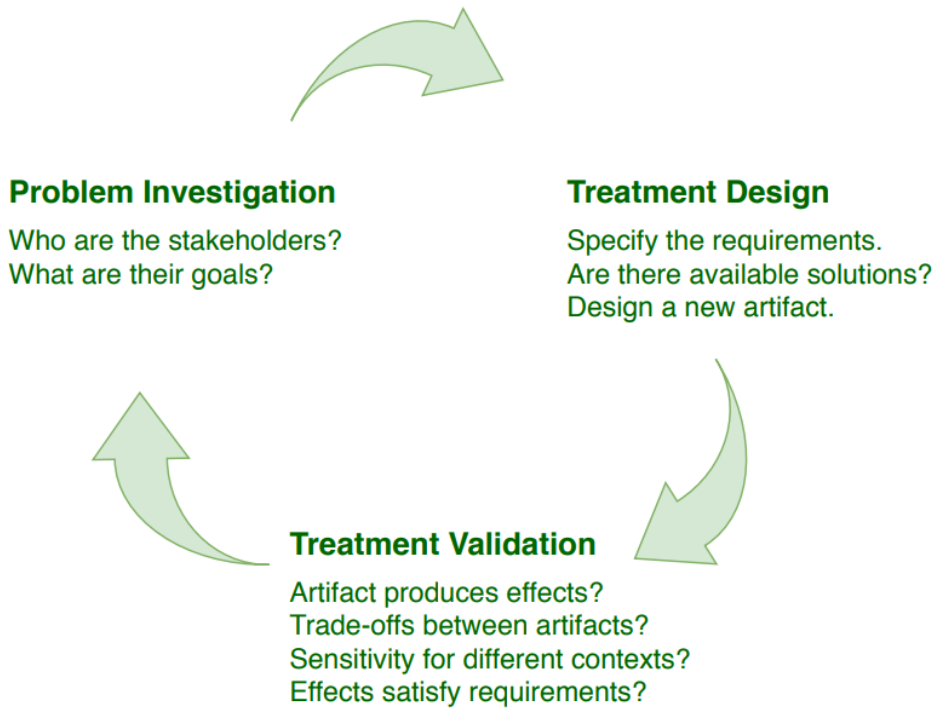 Problem Investigation
Who are the stakeholders?
What are their goals?
Treatment Design
Specify the requirements.
Are there available solutions?
Design a new artifact.
Treatment Validation
Artifact produces effects?
Trade-offs between artifacts?
Sensitivity for different contexts?
Effects satisfy requirements?